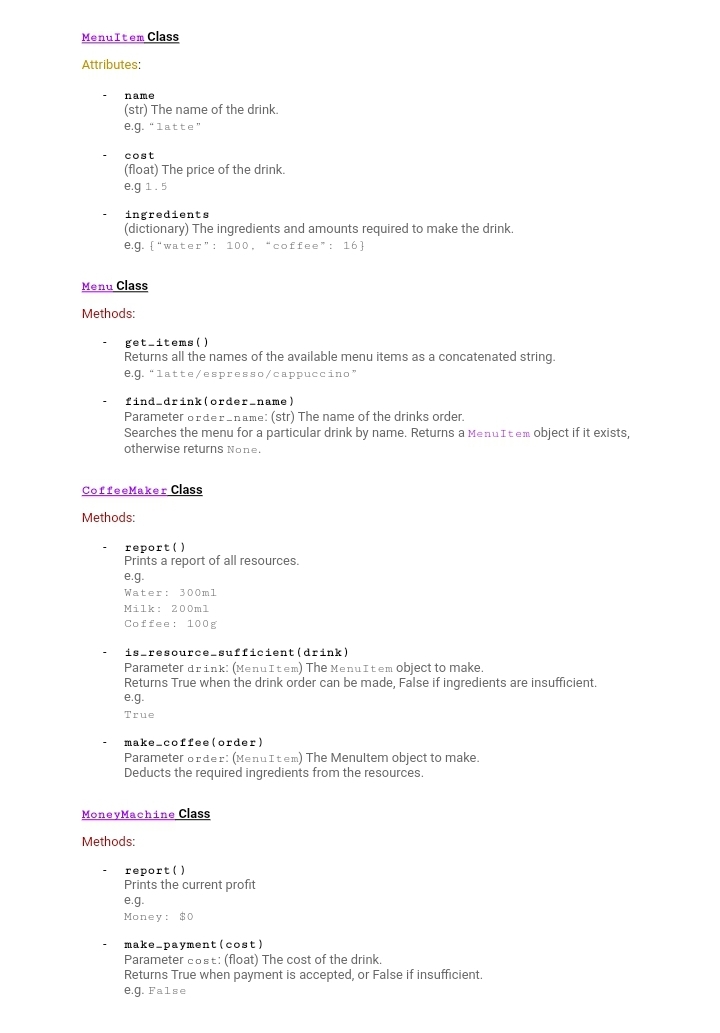 MenuItem Class
Attributes:
- name
(str) The name of the drink.
e.g. “latte”
- cost
(float) The price of the drink.
e.g 1.5
- ingredients
(dictionary) The ingredients and amounts required to make the drink.
e.g. {“water”: 100, “coffee”: 16}
Menu Class
Methods:
- get_items()
Returns all the names of the available menu items as a concatenated string.
e.g. “latte/espresso/cappuccino”
- find_drink(order_name)
Parameter order_name: (str) The name of the drinks order.
Searches the menu for a particular drink by name. Returns a MenuItem object if it exists,
otherwise returns None.
CoffeeMaker Class
Methods:
- report()
Prints a report of all resources.
e.g.
Water: 300ml
Milk: 200ml
Coffee: 100g
- is_resource_sufficient(drink)
Parameter drink: (MenuItem) The MenuItem object to make.
Returns True when the drink order can be made, False if ingredients are insufficient.
e.g.
True
- make_coffee(order)
Parameter order: (MenuItem) The MenuItem object to make.
Deducts the required ingredients from the resources.
MoneyMachine Class
Methods:
- report()
Prints the current profit
e.g.
Money: $0
- make_payment(cost)
Parameter cost: (float) The cost of the drink.
Returns True when payment is accepted, or False if insufficient.
e.g. False